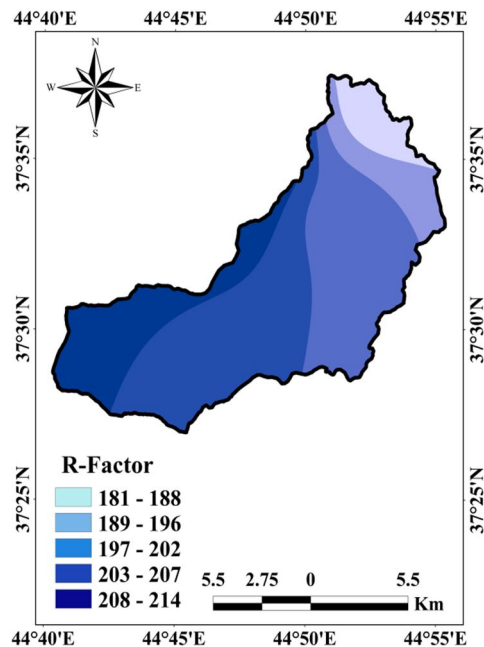 44°40'E 44°45'E 44°50'E 44°55'E
N
W E
S
37°35'N 37°35'N
37°30'N 37°30'N
37°25'N 37°25'N
R-Factor
181 - 188
189 - 196
197 - 202
203 - 207
208 - 214
5.5 2.75 0 5.5
Km
44°40'E 44°45'E 44°50'E 44°55'E